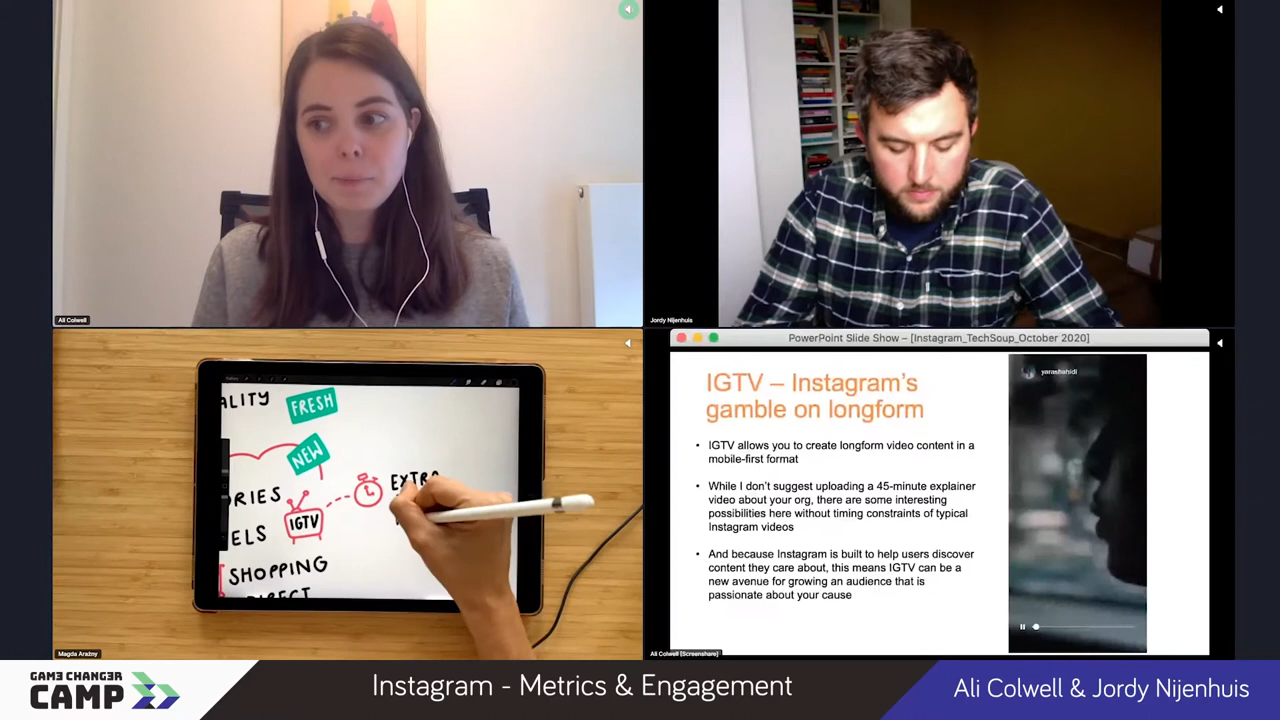 Ali Colwell
Jordy Nijenhuis
ALITY
FRESH
NEW
ORIES
IGTV
EXTRA
ELS
SHOPPING
DIRECT
Magda Arażny
PowerPoint Slide Show – [Instagram_TechSoup_October 2020]
IGTV – Instagram's
gamble on longform
• IGTV allows you to create longform video content in a
mobile-first format
• While I don't suggest uploading a 45-minute explainer
video about your org, there are some interesting
possibilities here without timing constraints of typical
Instagram videos
• And because Instagram is built to help users discover
content they care about, this means IGTV can be a
new avenue for growing an audience that is
passionate about your cause
yarashahidi
Ali Colwell [Screenshare]
GAME CHANGER
CAMP
Instagram - Metrics & Engagement
Ali Colwell & Jordy Nijenhuis